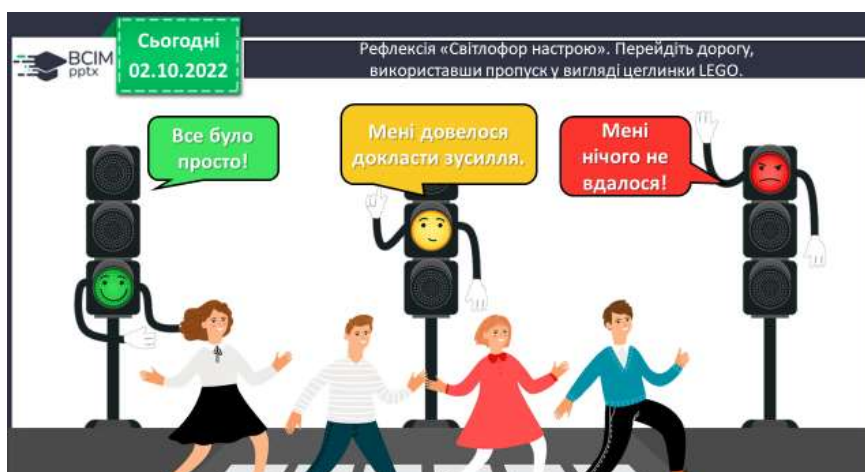 BCIM
pptx
Сьогодні
02.10.2022
Рефлексія «Світлофор настрою». Перейдіть дорогу,
використавши пропуск у вигляді цеглинки LEGO.
Все було
просто!
Мені довелося
докласти зусилля.
Мені
нічого не
вдалося!